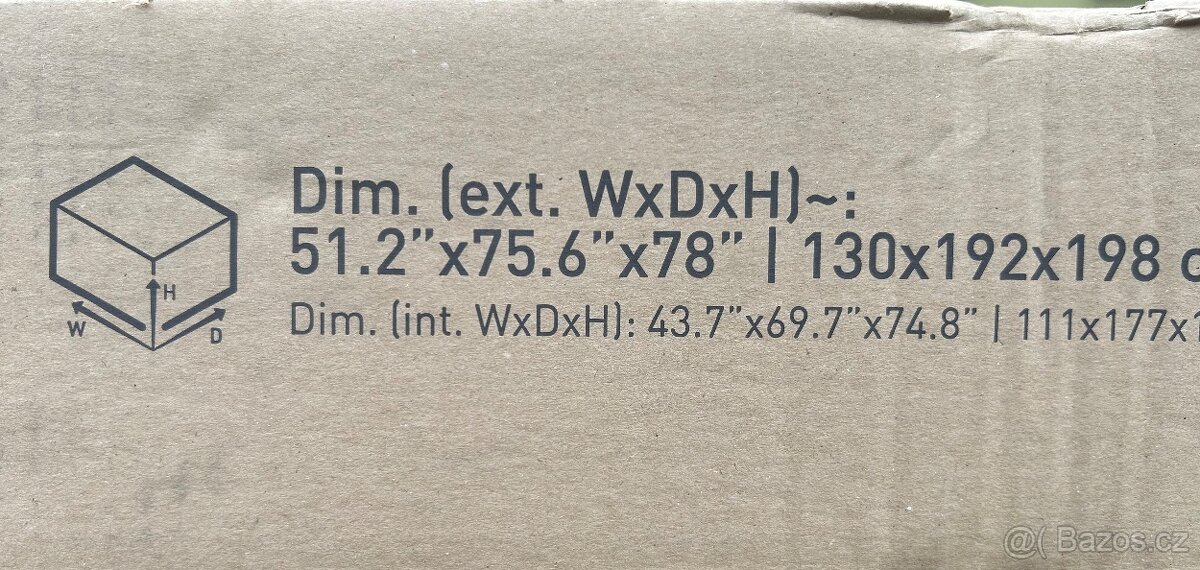 Dim. (ext. WxDxH)~:
51.2”x75.6”x78” | 130x192x198
Dim. (int. WxDxH): 43.7”x69.7”x74.8” | 111x177x
H
W
D
@( Bazos.cz